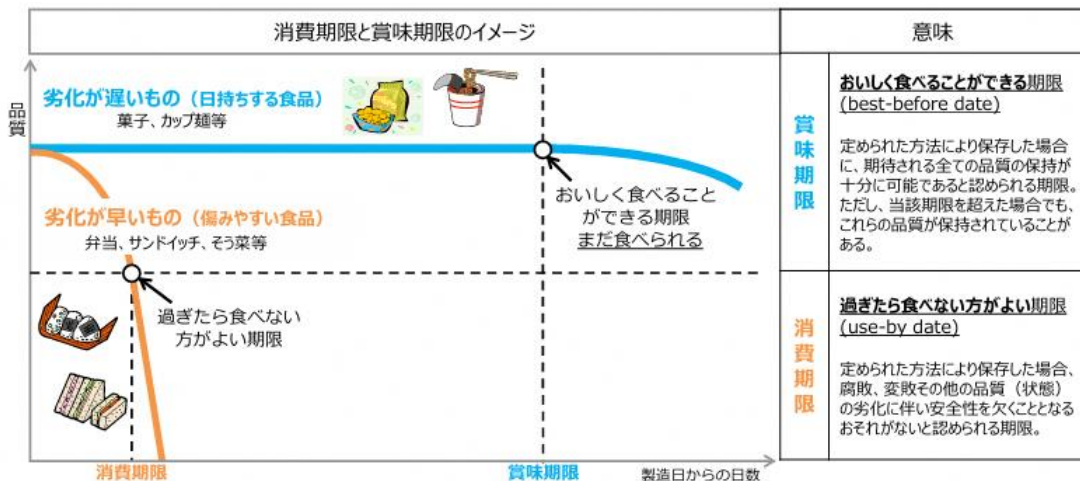 消費期限と賞味期限のイメージ
意味
品質
劣化が遅いもの（日持ちする食品）
菓子、カップ麺等
おいしく食べること
ができる期限
まだ食べられる
劣化が早いもの（傷みやすい食品）
弁当、サンドイッチ、そう菜等
過ぎたら食べない
方がよい期限
消費期限
賞味期限
製造日からの日数
賞味期限
おいしく食べることができる期限
(best-before date)
定められた方法により保存した場合
に、期待される全ての品質の保持が
十分に可能であると認められる期限。
ただし、当該期限を超えた場合でも、
これらの品質が保持されていることが
ある。
消費期限
過ぎたら食べない方がよい期限
(use-by date)
定められた方法により保存した場合、
腐敗、変敗その他の品質（状態）
の劣化に伴い安全性を欠くこととなる
おそれがないと認められる期限。